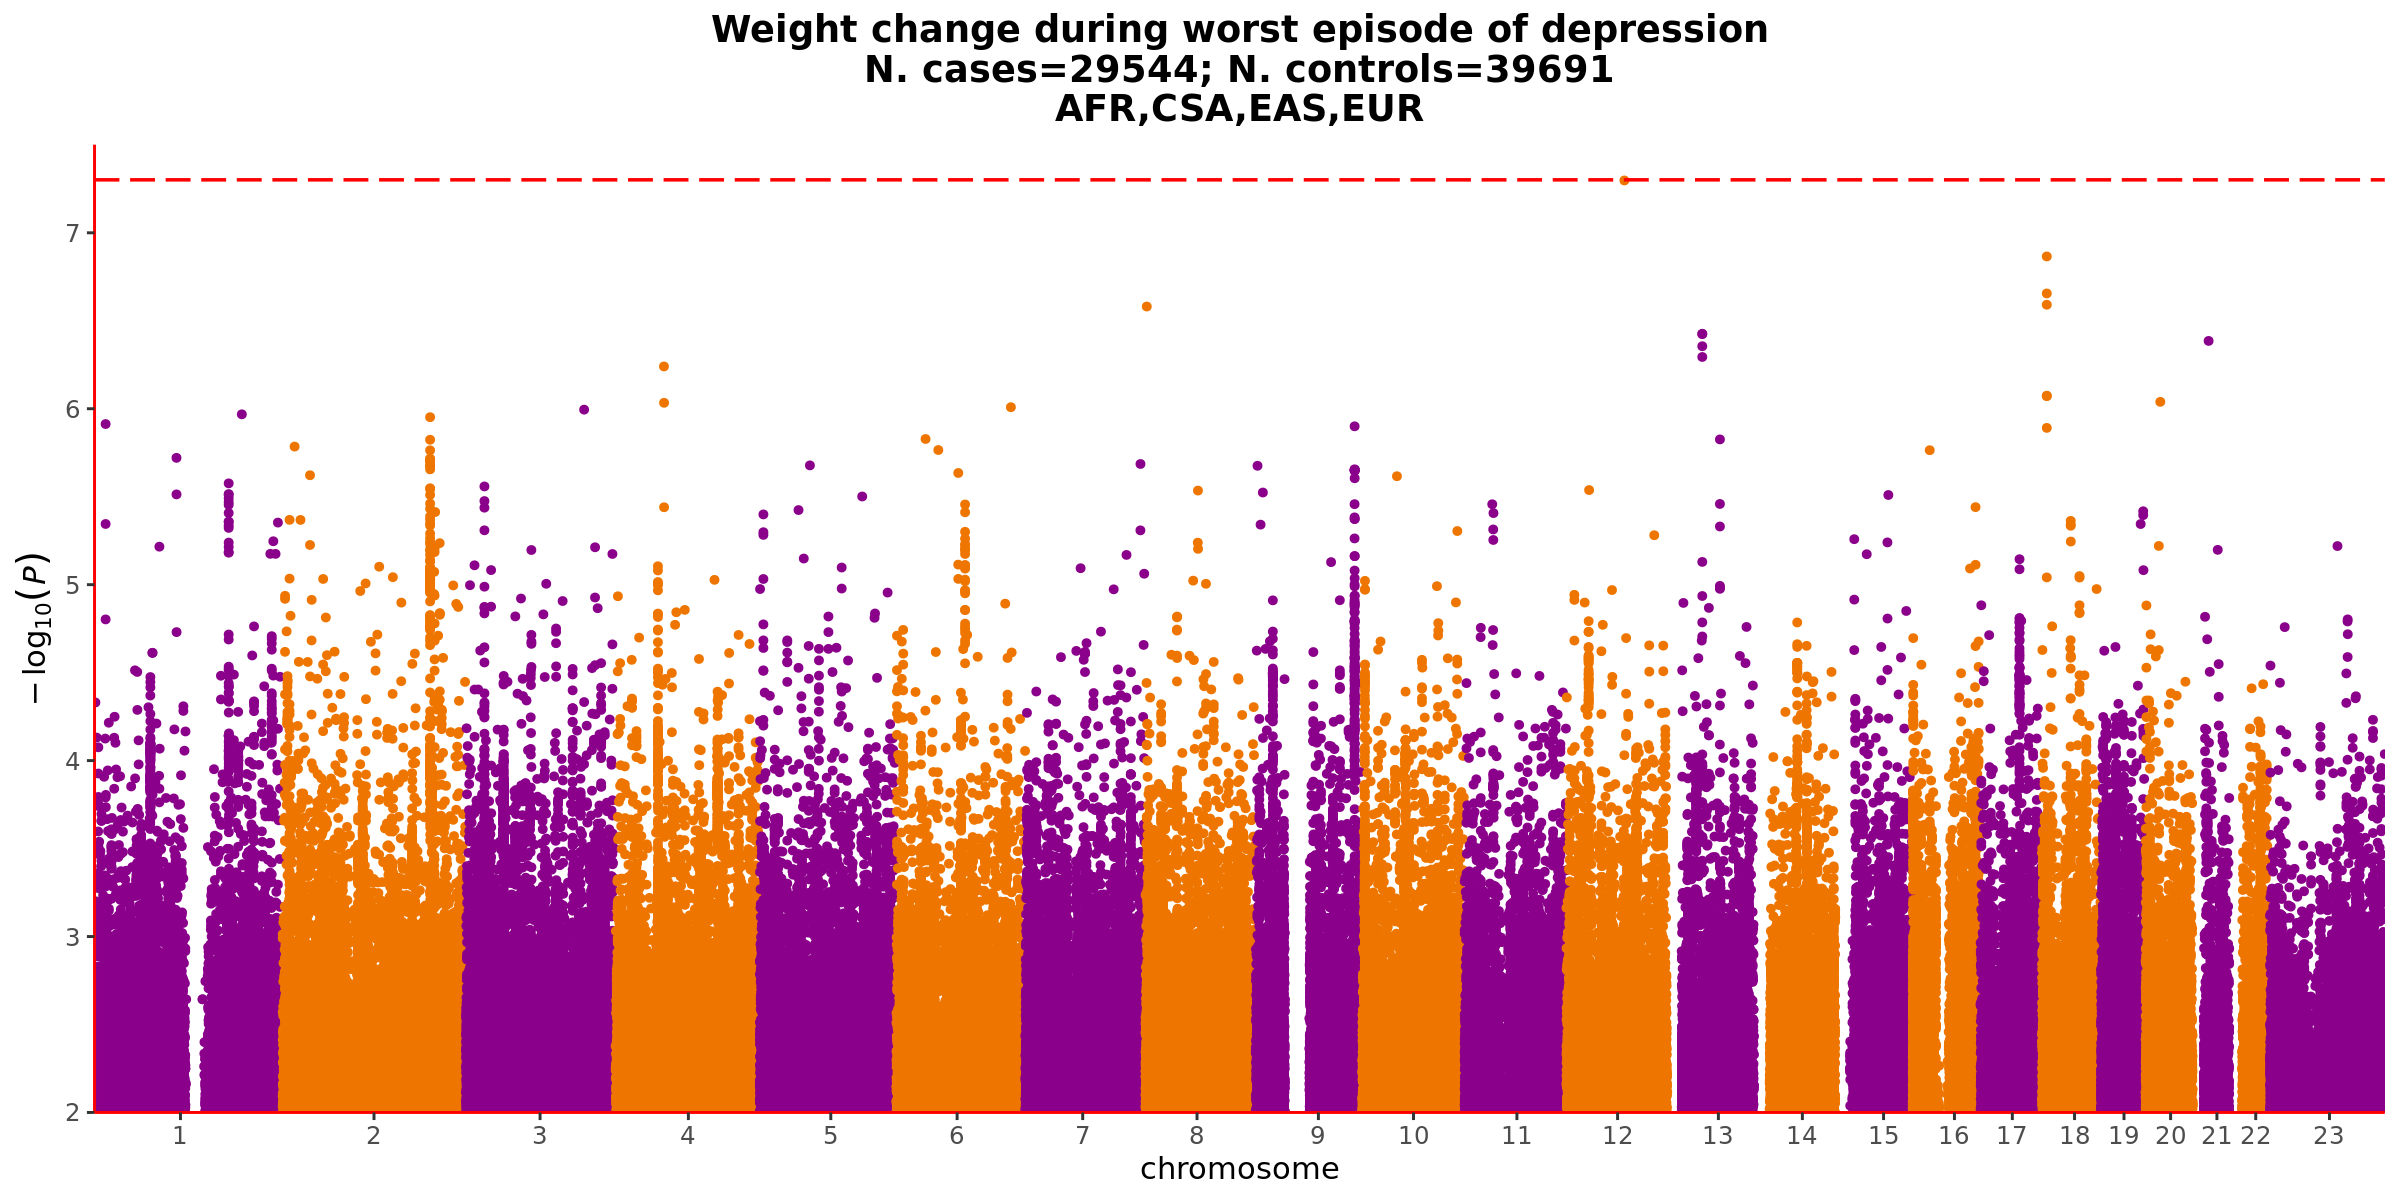 Weight change during worst episode of depression
N. cases=29544; N. controls=39691
AFR,CSA,EAS,EUR
−log10(P)
7
6
5
4
3
2
1 2 3 4 5 6 7 8 9 10 11 12 13 14 15 16 17 18 19 20 21 22 23
chromosome